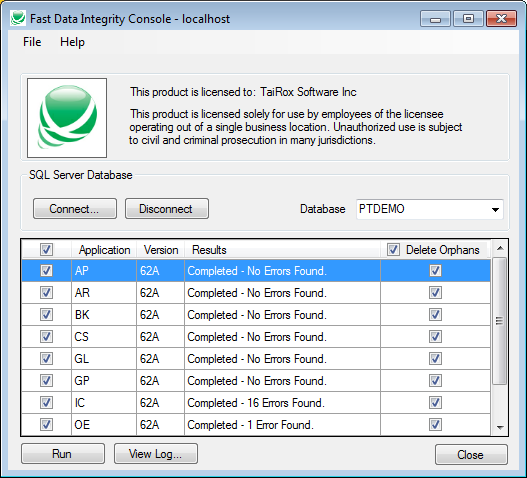 Fast Data Integrity Console - localhost
File Help
This product is licensed to: TaiRox Software Inc
This product is licensed solely for use by employees of the licensee
operating out of a single business location. Unauthorized use is subject
to civil and criminal prosecution in many jurisdictions.
SQL Server Database
Connect... Disconnect Database PTDEMO
Application Version Results Delete Orphans
AP 62A Completed - No Errors Found.
AR 62A Completed - No Errors Found.
BK 62A Completed - No Errors Found.
CS 62A Completed - No Errors Found.
GL 62A Completed - No Errors Found.
GP 62A Completed - No Errors Found.
IC 62A Completed - 16 Errors Found.
OE 62A Completed - 1 Error Found.
Run View Log... Close